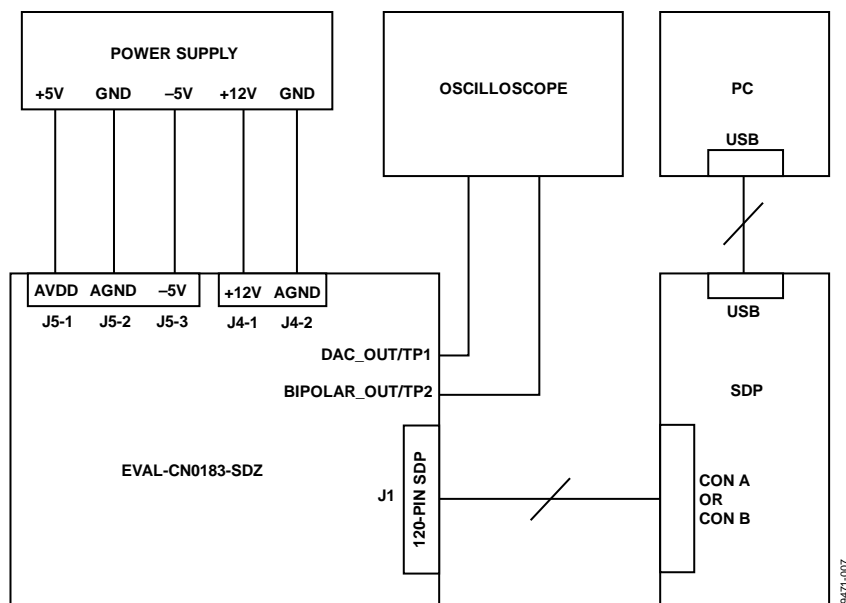 POWER SUPPLY
+5V GND –5V +12V GND
OSCILLOSCOPE
PC
USB
AVDD AGND –5V +12V AGND
J5-1 J5-2 J5-3 J4-1 J4-2
USB
DAC_OUT/TP1
BIPOLAR_OUT/TP2
SDP
EVAL-CN0183-SDZ
J1
120-PIN SDP
CON A
OR
CON B